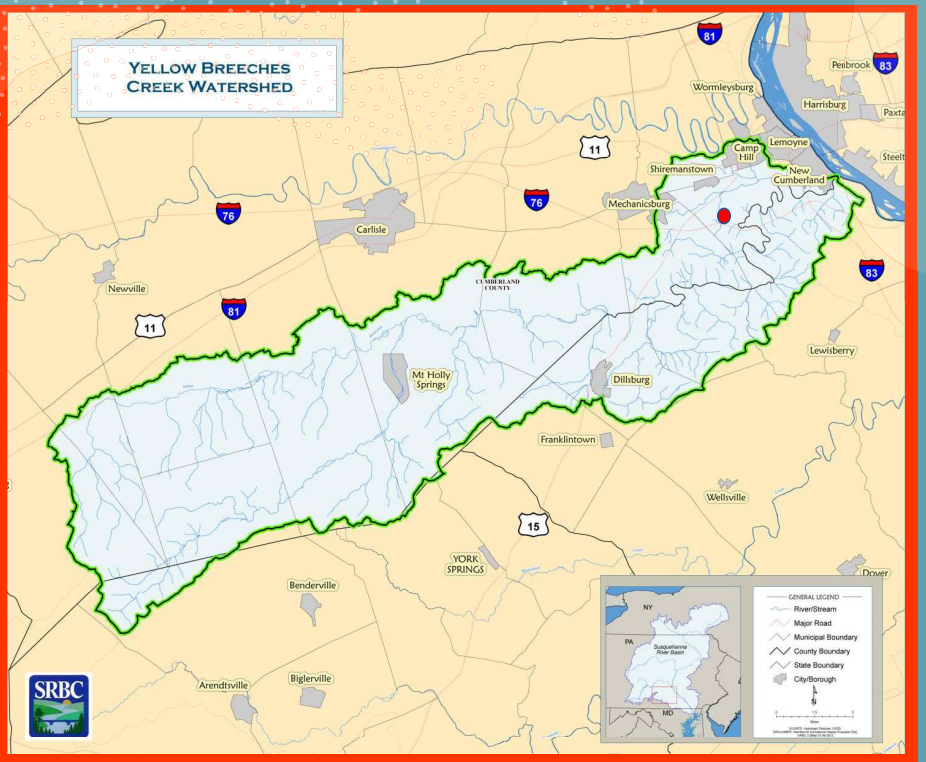 YELLOW BREECHES
CREEK WATERSHED
81
83
Penbrook
Wormleysburg
Harrisburg
Paxta
11
Camp
Hill
Lemoyne
Steelt
Shiremanstown
New
Cumberland
76
Mechanicsburg
76
Carlisle
83
CUMBERLAND
COUNTY
Newville
81
11
Lewisberry
Mt Holly
Springs
Dillsburg
Franklintown
Wellsville
15
YORK
SPRINGS
Dover
Benderville
Arendtsville
Biglerville
SRBC
NY
PA
Susquehanna
River Basin
MD
GENERAL LEGEND
River/Stream
Major Road
Municipal Boundary
County Boundary
State Boundary
City/Borough
N
Miles